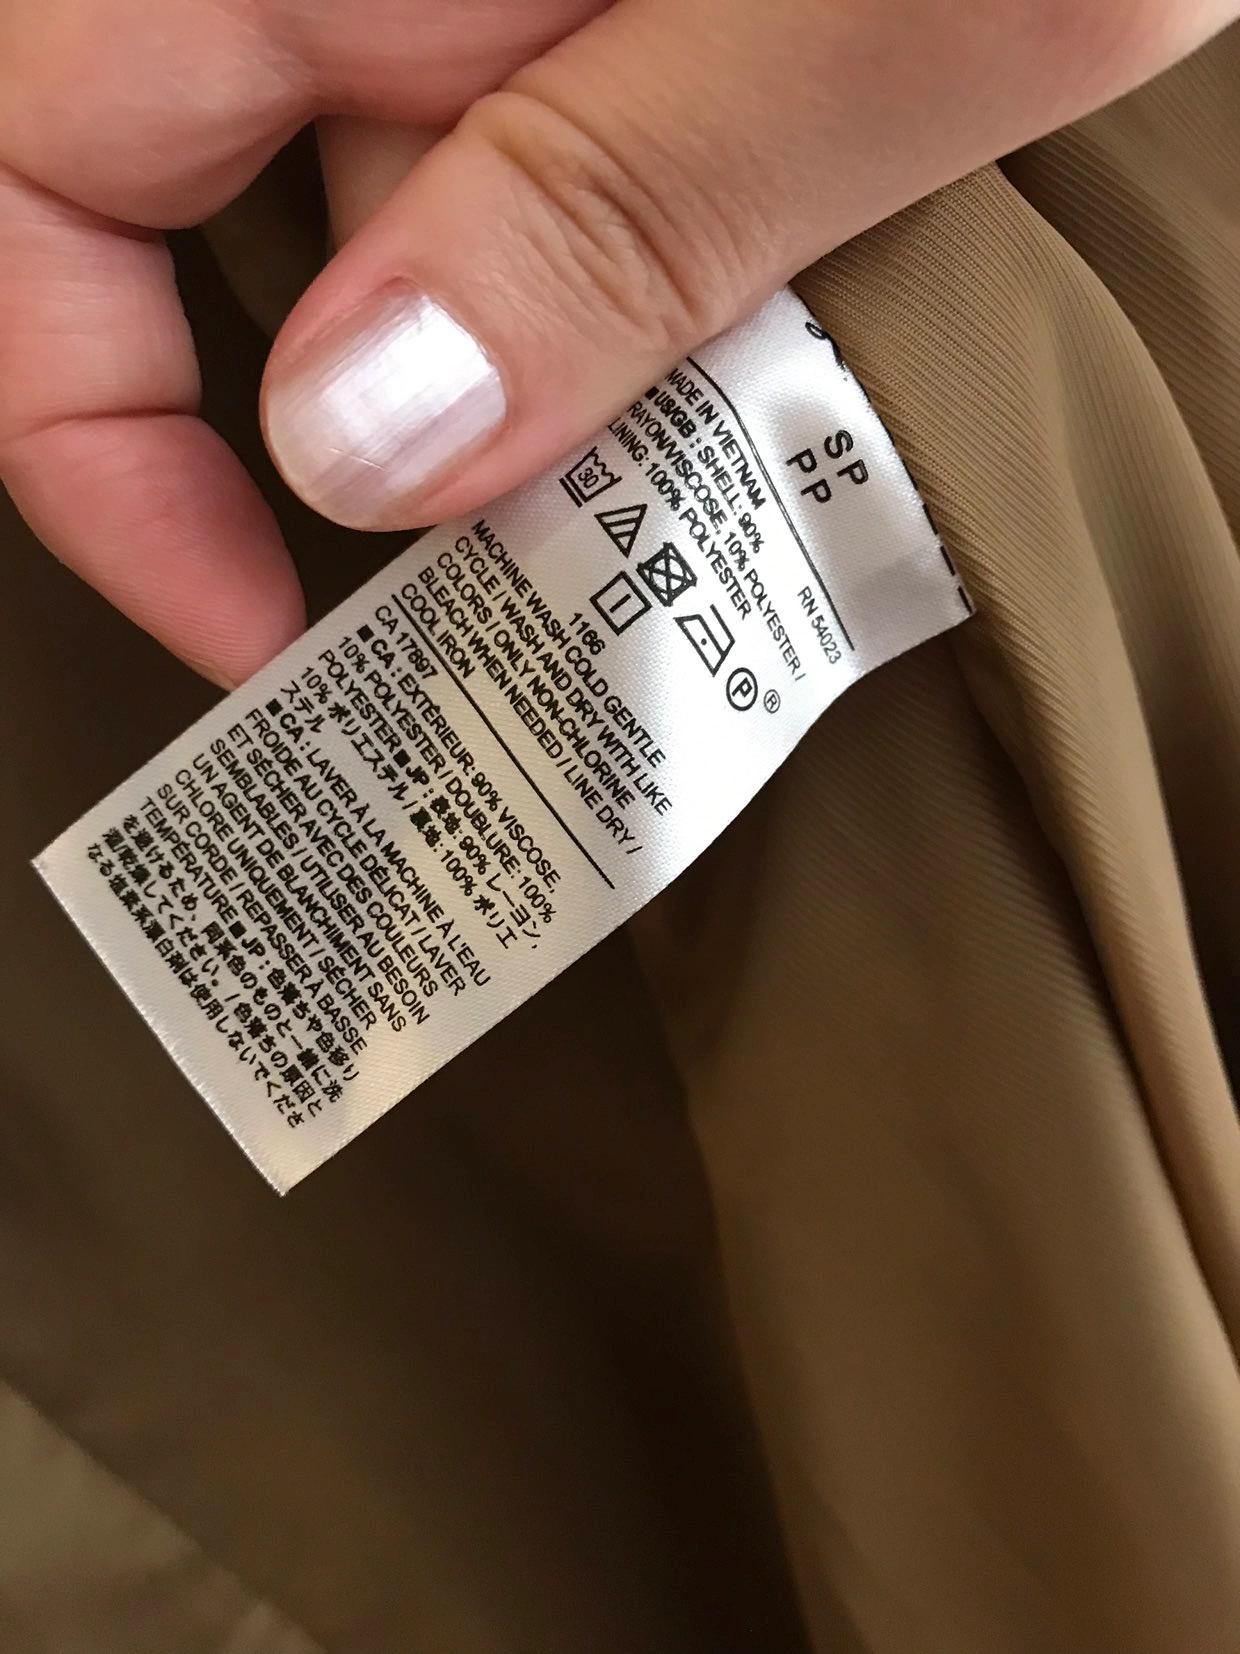 SP
PP
RN 54023
MADE IN VIETNAM
■ US/GB : SHELL: 90%
RAYON/VISCOSE, 10% POLYESTER /
LINING: 100% POLYESTER
30
P ®
1166
MACHINE WASH COLD GENTLE
CYCLE / WASH AND DRY WITH LIKE
COLORS / ONLY NON-CHLORINE
BLEACH WHEN NEEDED / LINE DRY /
COOL IRON
CA 17897
■ CA : EXTÉRIEUR: 90% VISCOSE,
10% POLYESTER / DOUBLURE: 100%
POLYESTER ■ JP : 表地: 90% レーヨン,
10% ポリエステル / 裏地: 100% ポリエ
ステル
■ CA : LAVER À LA MACHINE À L'EAU
FROIDE AU CYCLE DÉLICAT / LAVER
ET SÉCHER AVEC DES COULEURS
SEMBLABLES / UTILISER AU BESOIN
UN AGENT DE BLANCHIMENT SANS
CHLORE UNIQUEMENT / SÉCHER
SUR CORDE / REPASSER À BASSE
TEMPÉRATURE ■ JP : 色落ちや色移り
を避けるため、同系色のものと一緒に洗
濯/乾燥してください。/ 色落ちの原因と
なる塩素系漂白剤は使用しないでくださ